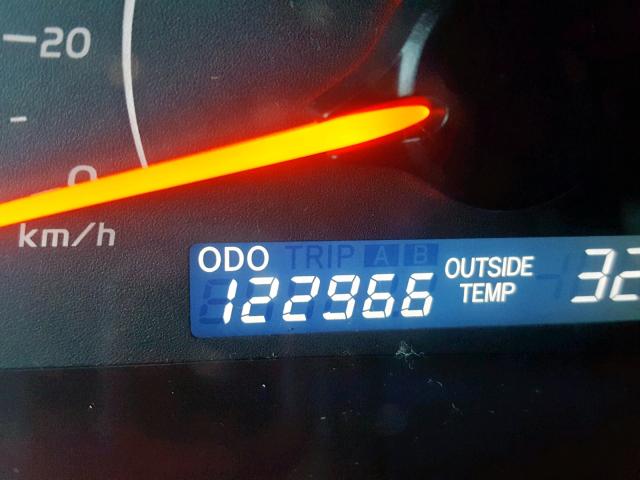 20
0
km/h
ODO TRIP A B
122966
OUTSIDE
TEMP
32